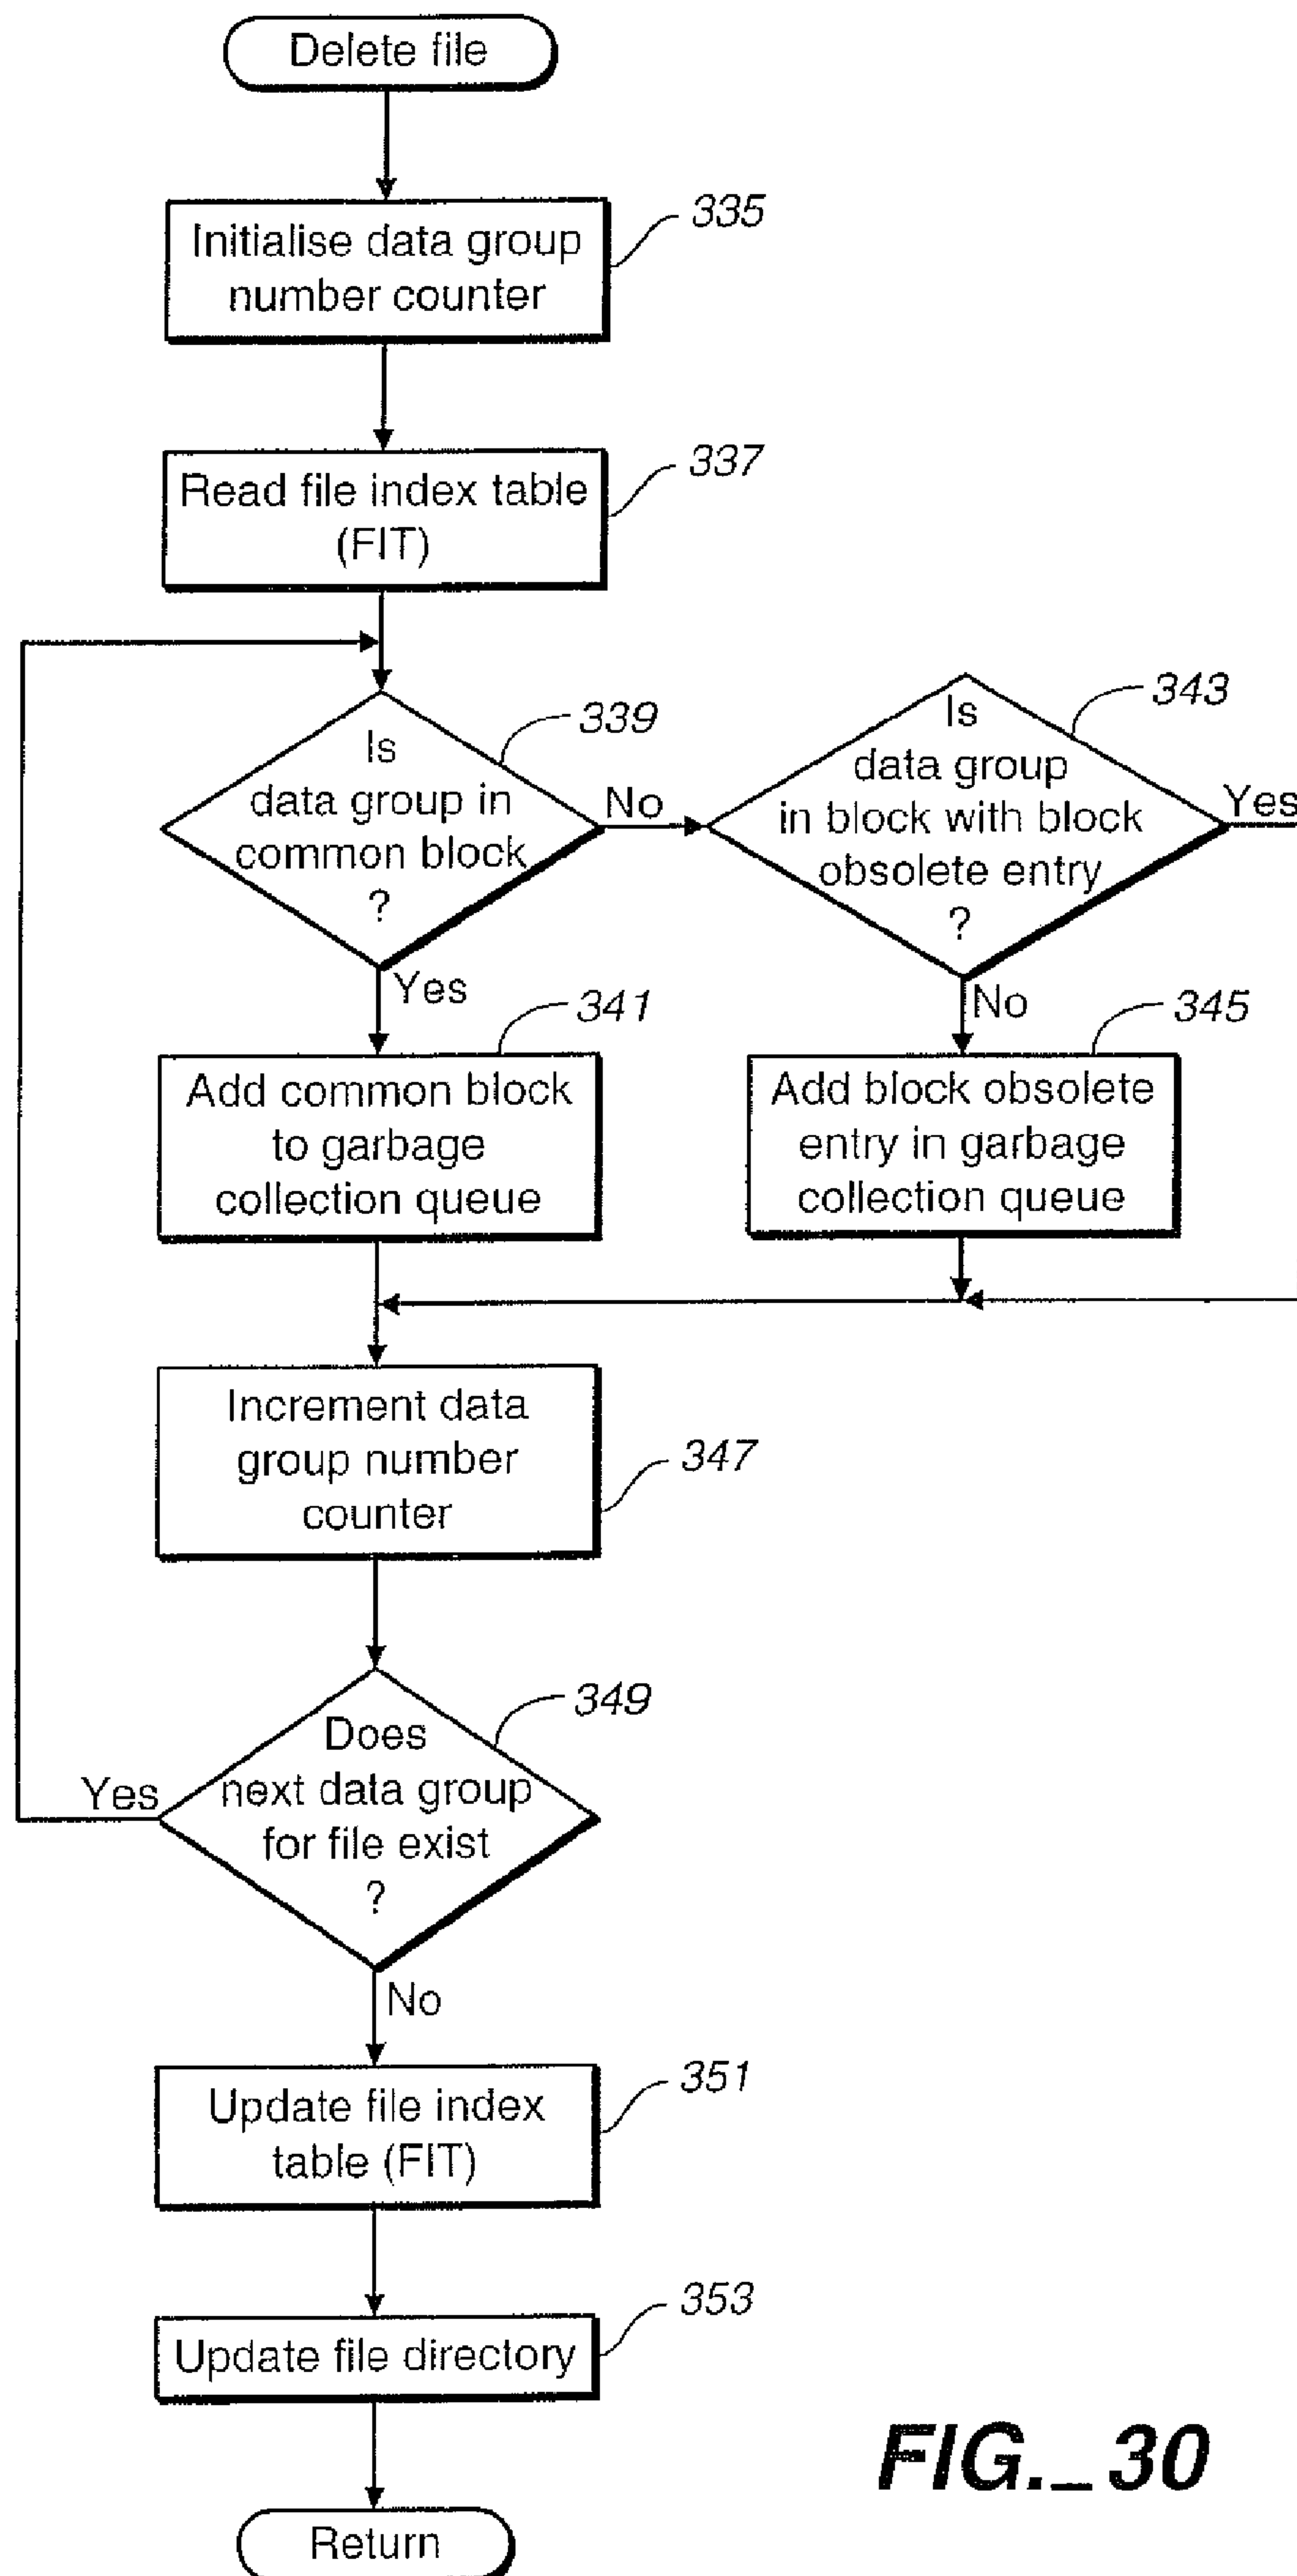 Delete file
335
Initialise data group
number counter
337
Read file index table
(FIT)
339
Is
data group in
common block
?
No
Yes
343
Is
data group
in block with block
obsolete entry
?
Yes
No
341
Add common block
to garbage
collection queue
345
Add block obsolete
entry in garbage
collection queue
Increment data
group number
counter
347
349
Does
next data group
for file exist
?
Yes
No
351
Update file index
table (FIT)
353
Update file directory
Return
FIG._30